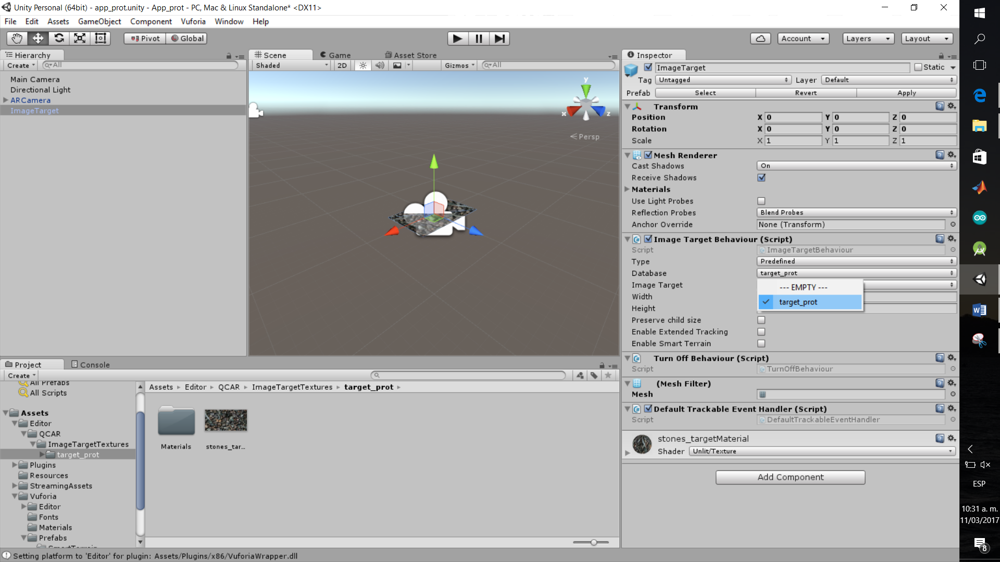 Unity Personal (64bit) - app_prot.unity - App_prot - PC, Mac & Linux Standalone* <DX11>
File Edit Assets GameObject Component Vuforia Window Help
Pivot Global
Account Layers Layout
Hierarchy
Create All
Main Camera
Directional Light
ARCamera
ImageTarget
Scene Game Asset Store
Shaded 2D Gizmos All
y
x z
Persp
Inspector
ImageTarget Static
Tag Untagged Layer Default
Prefab Select Revert Apply
Transform
Position X 0 Y 0 Z 0
Rotation X 0 Y 0 Z 0
Scale X 1 Y 1 Z 1
Mesh Renderer
Cast Shadows On
Receive Shadows
Materials
Use Light Probes
Reflection Probes Blend Probes
Anchor Override None (Transform)
Image Target Behaviour (Script)
Script ImageTargetBehaviour
Type Predefined
Database target_prot
Image Target
--- EMPTY ---
Width
target_prot
Height
Preserve child size
Enable Extended Tracking
Enable Smart Terrain
Turn Off Behaviour (Script)
Script TurnOffBehaviour
(Mesh Filter)
Mesh
Default Trackable Event Handler (Script)
Script DefaultTrackableEventHandler
stones_targetMaterial
Shader Unlit/Texture
Add Component
Project Console
Create
All Prefabs
All Scripts
Assets
Editor
QCAR
ImageTargetTextures
target_prot
Plugins
Resources
StreamingAssets
Vuforia
Editor
Fonts
Materials
Prefabs
SmartTerrain
Assets Editor QCAR ImageTargetTextures target_prot
Materials stones_tar...
Setting platform to 'Editor' for plugin: Assets/Plugins/x86/VuforiaWrapper.dll
ESP
10:31 a. m.
11/03/2017
8